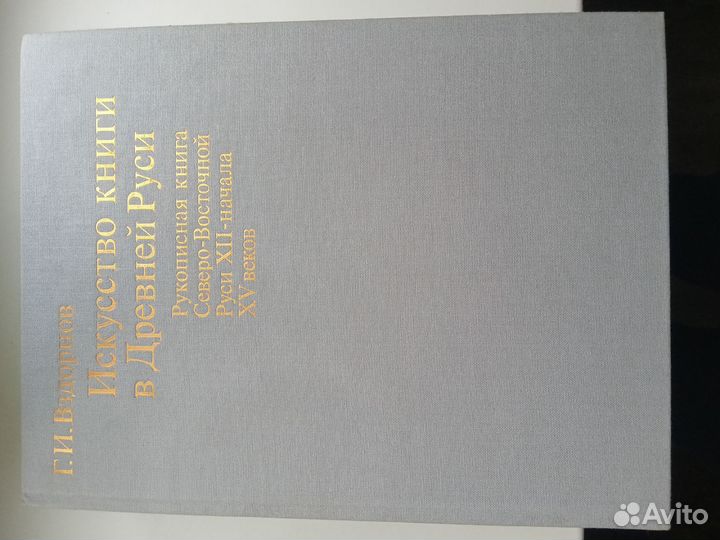 Г.И.Вздорнов
Искусство книги
в Древней Руси
Рукописная книга
Северо-Восточной
Руси XII-начала
XV веков
Avito